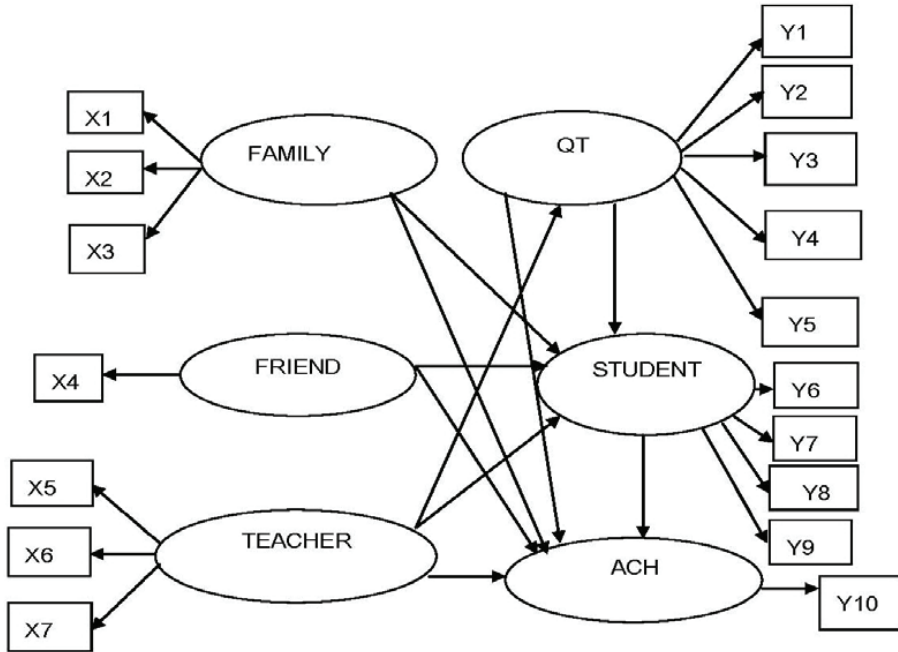 Y1
Y2
X1
QT
FAMILY
Y3
X2
Y4
X3
Y5
FRIEND
STUDENT
X4
Y6
Y7
X5
Y8
TEACHER
Y9
X6
ACH
Y10
X7